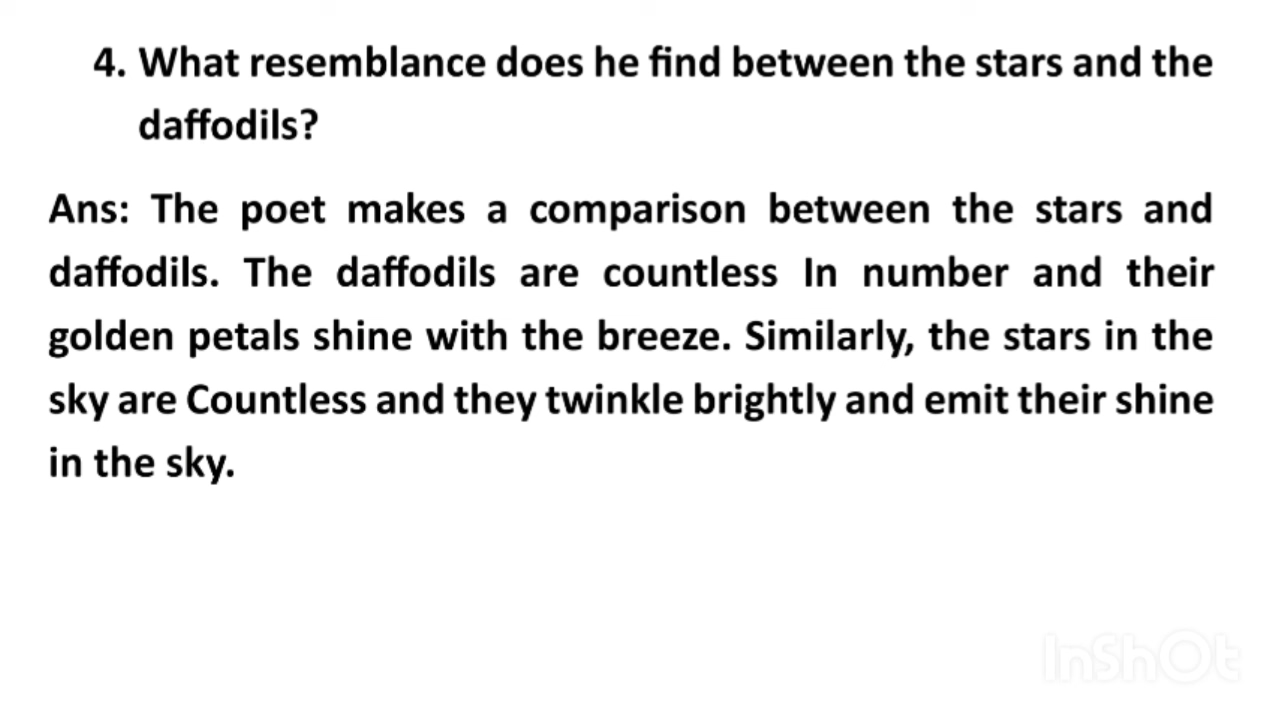 4. What resemblance does he find between the stars and the
daffodils?
Ans: The poet makes a comparison between the stars and
daffodils. The daffodils are countless In number and their
golden petals shine with the breeze. Similarly, the stars in the
sky are Countless and they twinkle brightly and emit their shine
in the sky.
InShOt